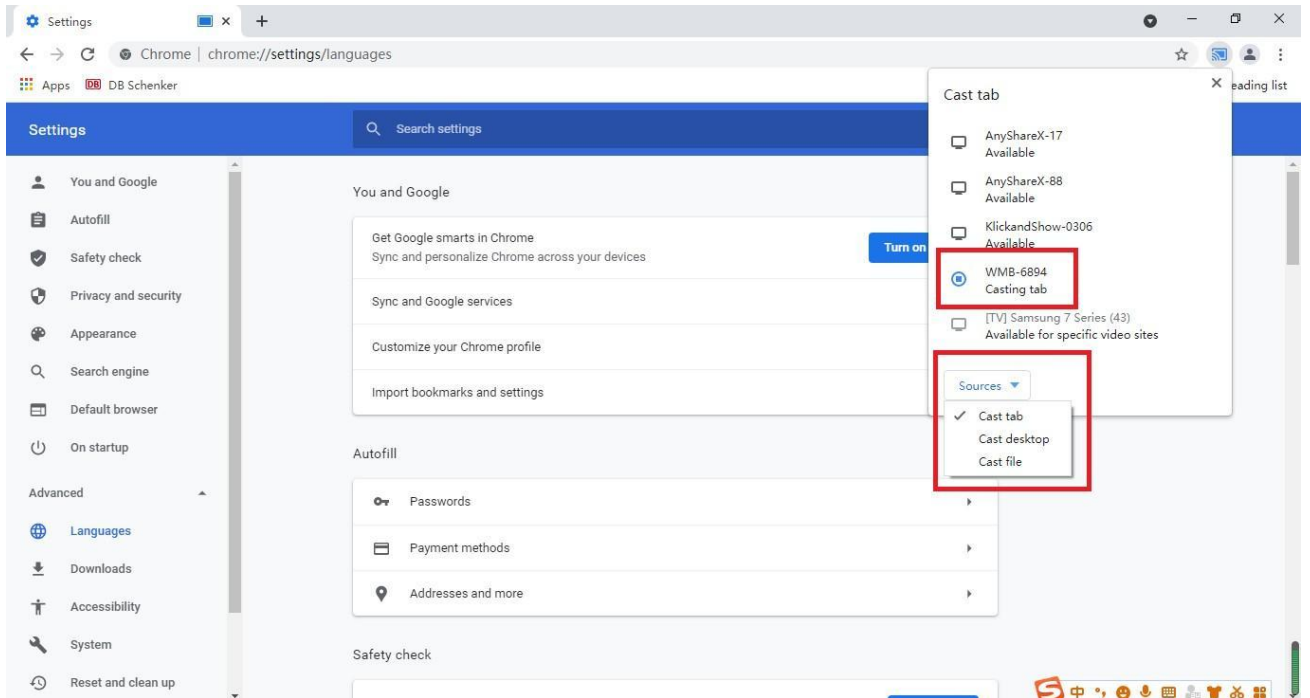 Settings
Chrome | chrome://settings/languages
Apps DB DB Schenker
eading list
Settings
Search settings
You and Google
Autofill
Safety check
Privacy and security
Appearance
Search engine
Default browser
On startup
Advanced
Languages
Downloads
Accessibility
System
Reset and clean up
You and Google
Get Google smarts in Chrome
Sync and personalize Chrome across your devices
Turn on
Sync and Google services
Customize your Chrome profile
Import bookmarks and settings
Autofill
Passwords
Payment methods
Addresses and more
Safety check
Cast tab
AnyShareX-17
Available
AnyShareX-88
Available
KlickandShow-0306
Available
WMB-6894
Casting tab
[TV] Samsung 7 Series (43)
Available for specific video sites
Sources
Cast tab
Cast desktop
Cast file
S 中